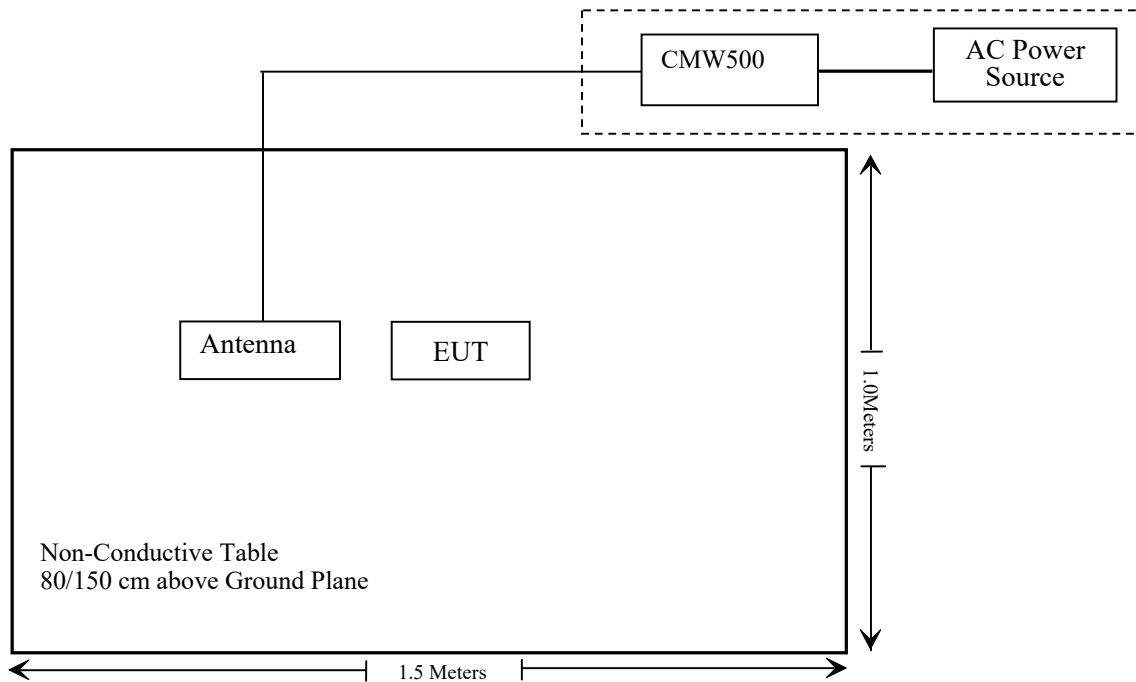 CMW500
AC Power
Source
Antenna
EUT
1.0Meters
Non-Conductive Table
80/150 cm above Ground Plane
1.5 Meters